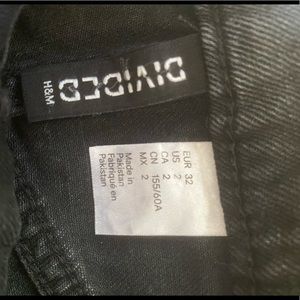 DIVIDED
H&M
EUR 32
US 2
CA 2
CN 155/60A
MX 2
Made in
Pakistan
Fabriqué en
Pakistan